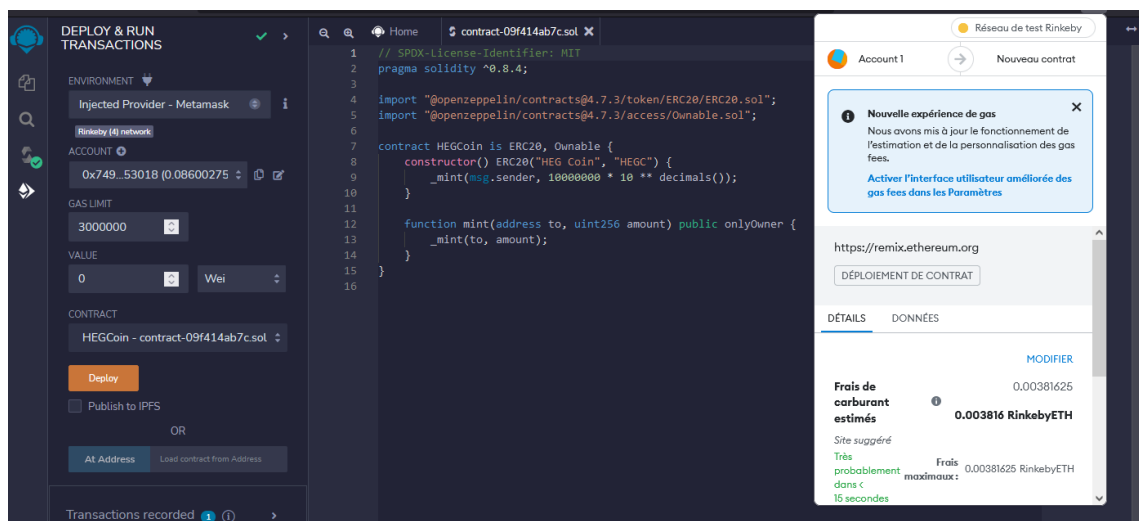 DEPLOY & RUN
TRANSACTIONS
ENVIRONMENT
Injected Provider - Metamask
Rinkeby (4) network
ACCOUNT
0x749...53018 (0.08600275
GAS LIMIT
3000000
VALUE
0
Wei
CONTRACT
HEGCoin - contract-09f414ab7c.sol
Deploy
Publish to IPFS
OR
At Address
Load contract from Address
Transactions recorded 1
Home
contract-09f414ab7c.sol
1 // SPDX-License-Identifier: MIT
2 pragma solidity ^0.8.4;
3
4 import "@openzeppelin/contracts@4.7.3/token/ERC20/ERC20.sol";
5 import "@openzeppelin/contracts@4.7.3/access/Ownable.sol";
6
7 contract HEGCoin is ERC20, Ownable {
8 constructor() ERC20("HEG Coin", "HEGC") {
9 _mint(msg.sender, 10000000 * 10 ** decimals());
10 }
11
12 function mint(address to, uint256 amount) public onlyOwner {
13 _mint(to, amount);
14 }
15 }
16
Réseau de test Rinkeby
Account 1
Nouveau contrat
Nouvelle expérience de gas
Nous avons mis à jour le fonctionnement de
l'estimation et de la personnalisation des gas
fees.
Activer l'interface utilisateur améliorée des
gas fees dans les Paramètres
https://remix.ethereum.org
DÉPLOIEMENT DE CONTRAT
DÉTAILS
DONNÉES
MODIFIER
Frais de
carburant
estimés
0.00381625
0.003816 RinkebyETH
Site suggéré
Très
probablement
dans <
15 secondes
Frais
maximaux :
0.00381625 RinkebyETH